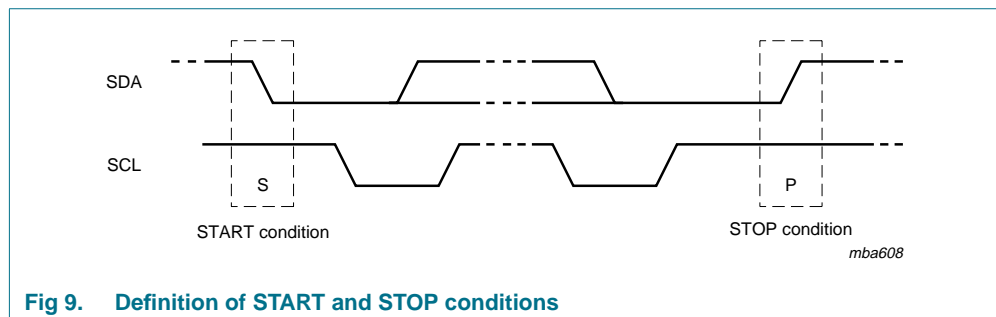 SDA
SCL
S
P
START condition
STOP condition
mba608
Fig 9. Definition of START and STOP conditions